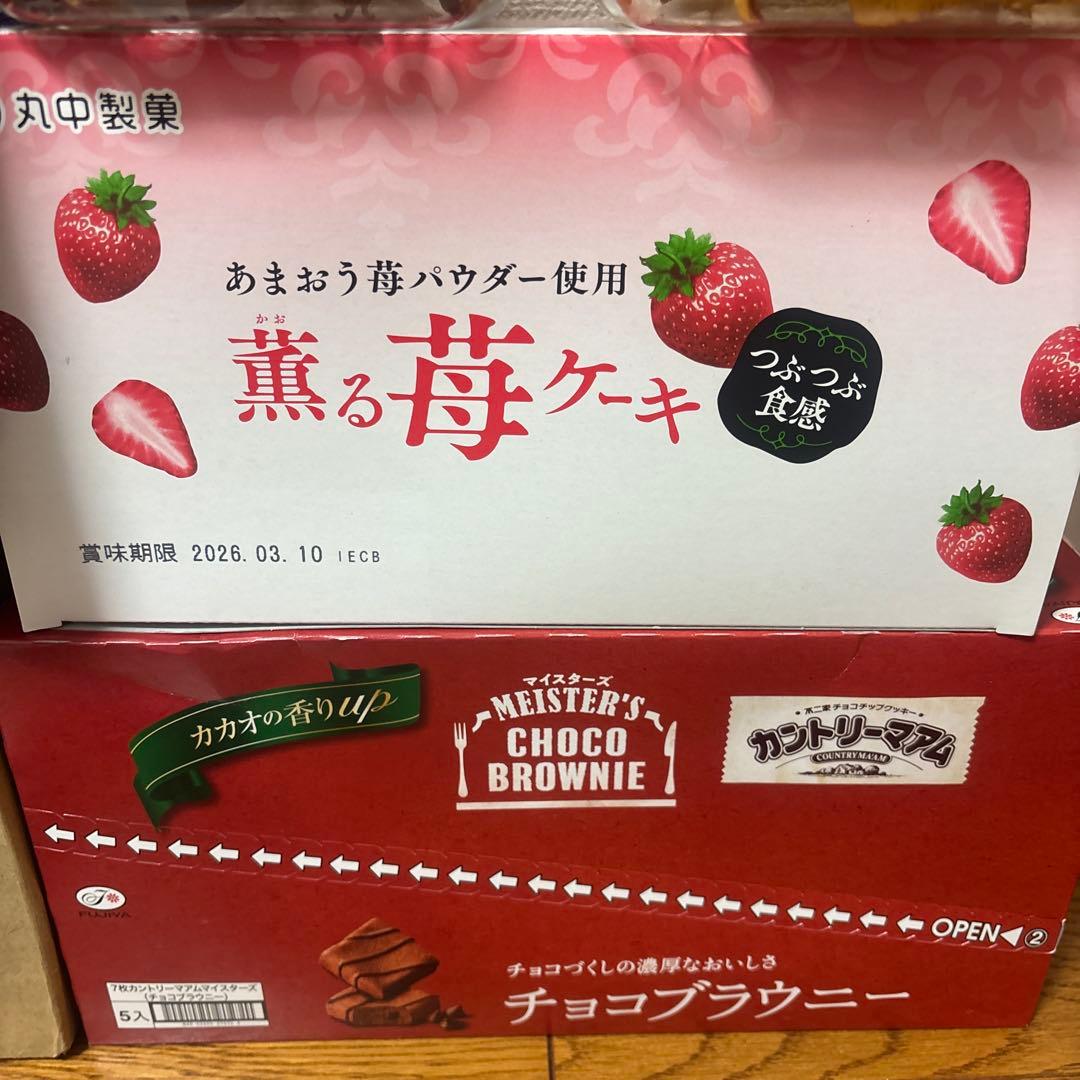 丸中製菓
あまおう苺パウダー使用
かお
薫る苺ケーキ
つぶつぶ
食感
賞味期限 2026.03.10 IECB
カカオの香りup
マイスターズ
MEISTER'S
CHOCO
BROWNIE
不二家 チョコチップクッキー
カントリーマアム
COUNTRY MA'AM
OPEN ②
FUJIYA
チョコづくしの濃厚なおいしさ
チョコブラウニー
7枚カントリーマアムマイスターズ
(チョコブラウニー)
5入